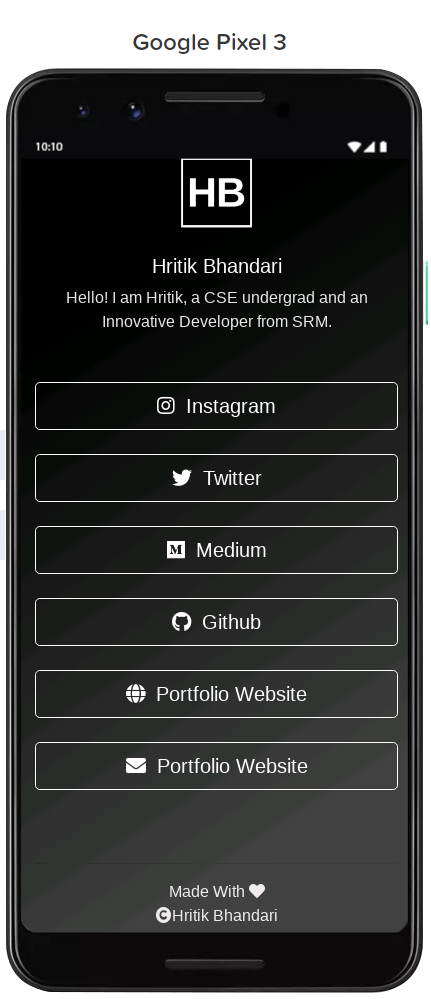 Google Pixel 3
10:10
HB
Hritik Bhandari
Hello! I am Hritik, a CSE undergrad and an
Innovative Developer from SRM.
Instagram
Twitter
Medium
Github
Portfolio Website
Portfolio Website
Made With
©Hritik Bhandari